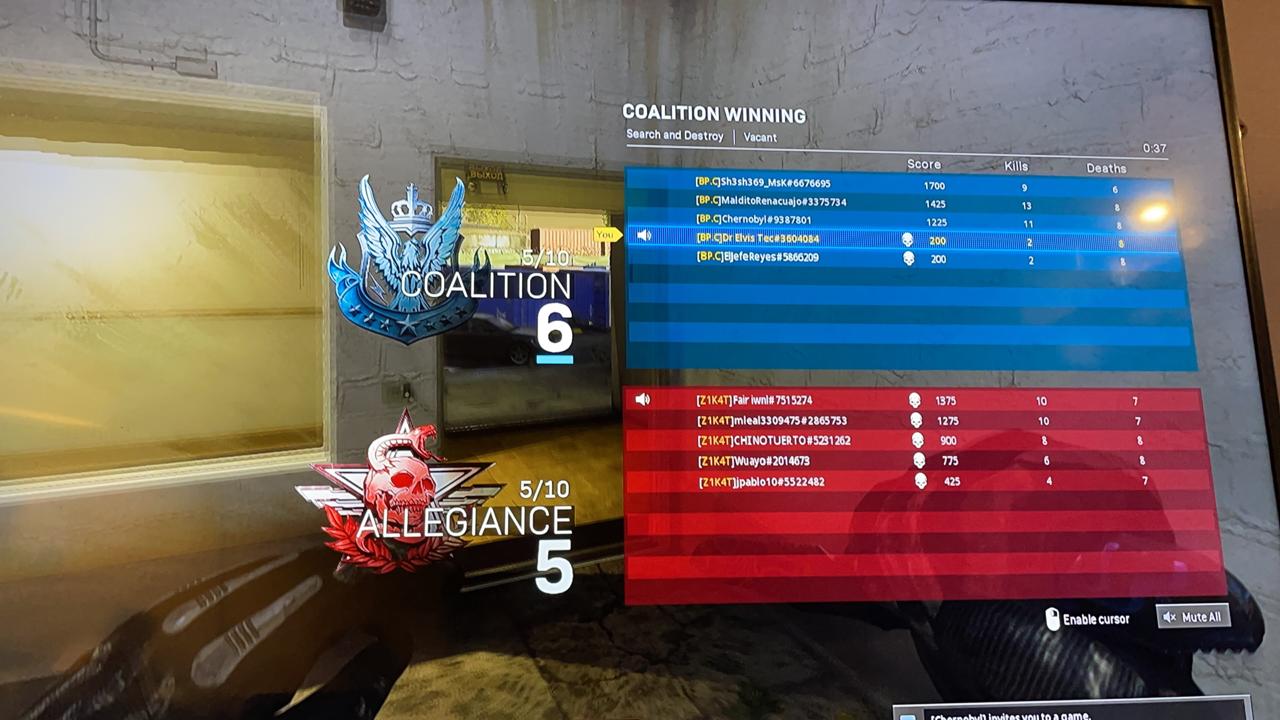 COALITION WINNING
Search and Destroy | Vacant
0:37
Score Kills Deaths
[BP.C]Sh3sh369_MsK#6676695 1700 9 6
[BP.C]MalditoRenacuajo#3375734 1425 13 8
[BP.C]Chernobyl#9387801 1225 11 8
You [BP.C]Dr Elvis Tec#3604084 200 2 8
[BP.C]ElJefeReyes#5866209 200 2 8
ВЫХОД
5/10
COALITION
6
[Z1K4T]Fair iwnl#7515274 1375 10 7
[Z1K4T]mleal3309475#2865753 1275 10 7
[Z1K4T]CHINOTUERTO#5231262 900 8 8
[Z1K4T]Wuayo#2014673 775 6 8
[Z1K4T]jpablo10#5522482 425 4 7
5/10
ALLEGIANCE
5
Enable cursor
Mute All
[Chernobyl] invites you to a game.